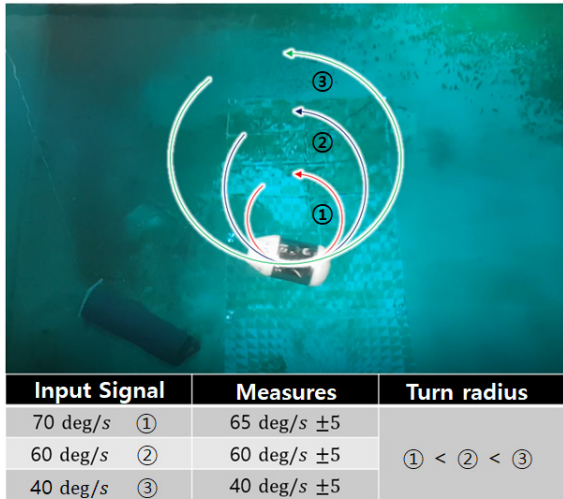 ③
②
①
Input Signal Measures Turn radius
70 deg/s ① 65 deg/s ±5
60 deg/s ② 60 deg/s ±5 ① < ② < ③
40 deg/s ③ 40 deg/s ±5